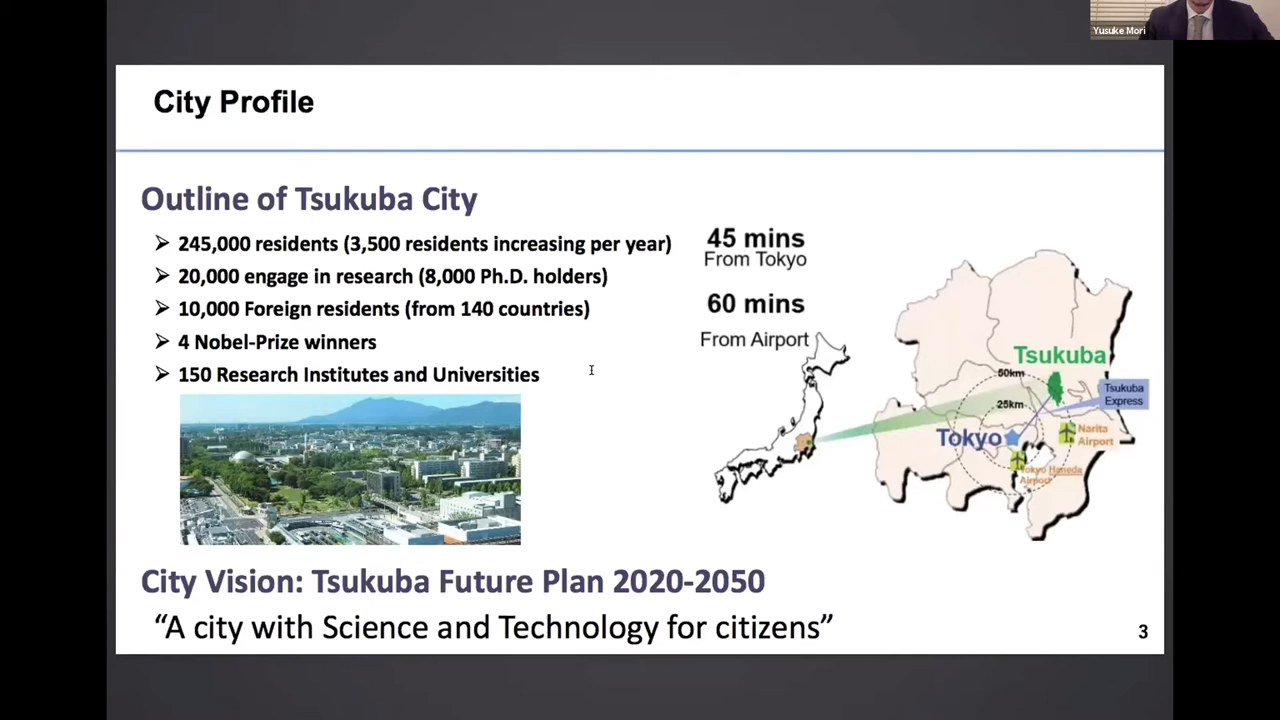 Yusuke Mori
City Profile
Outline of Tsukuba City
➢ 245,000 residents (3,500 residents increasing per year)
➢ 20,000 engage in research (8,000 Ph.D. holders)
➢ 10,000 Foreign residents (from 140 countries)
➢ 4 Nobel-Prize winners
➢ 150 Research Institutes and Universities
45 mins
From Tokyo
60 mins
From Airport
Tsukuba
50km
Tsukuba
Express
25km
Tokyo
Narita
Airport
Tokyo Haneda
Airport
City Vision: Tsukuba Future Plan 2020-2050
“A city with Science and Technology for citizens”
3